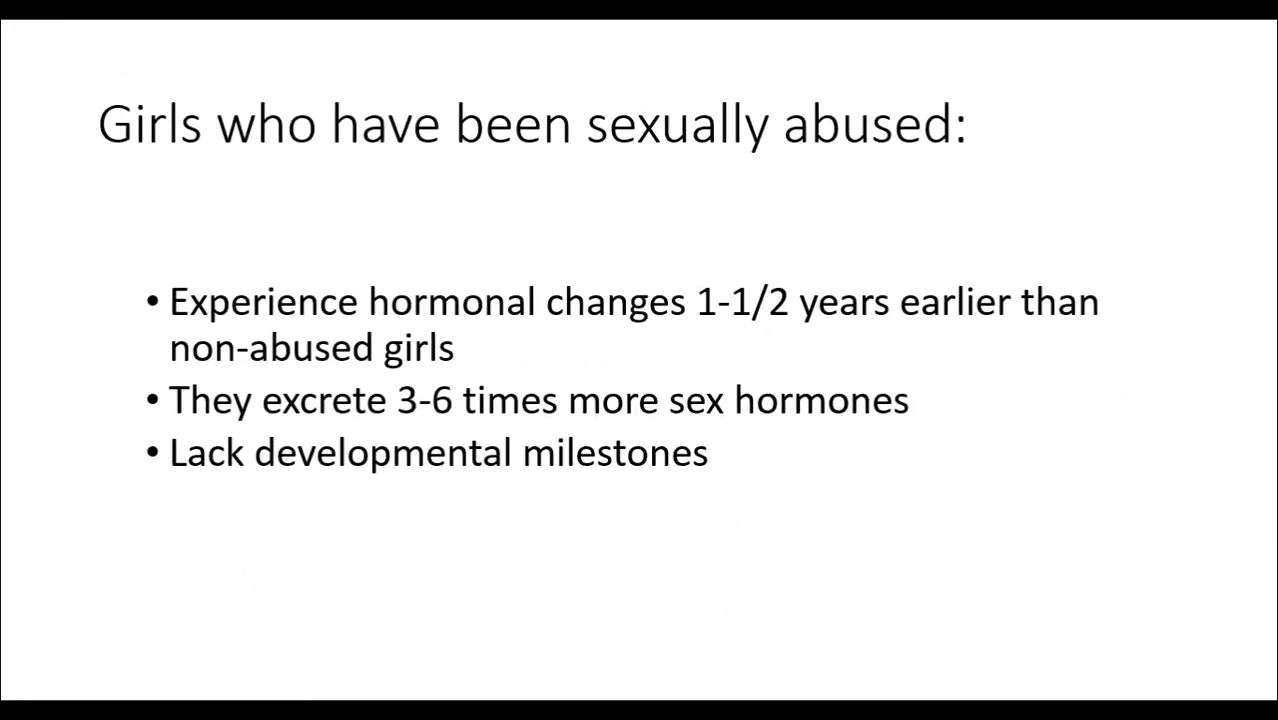 Girls who have been sexually abused:
• Experience hormonal changes 1-1/2 years earlier than
non-abused girls
• They excrete 3-6 times more sex hormones
• Lack developmental milestones